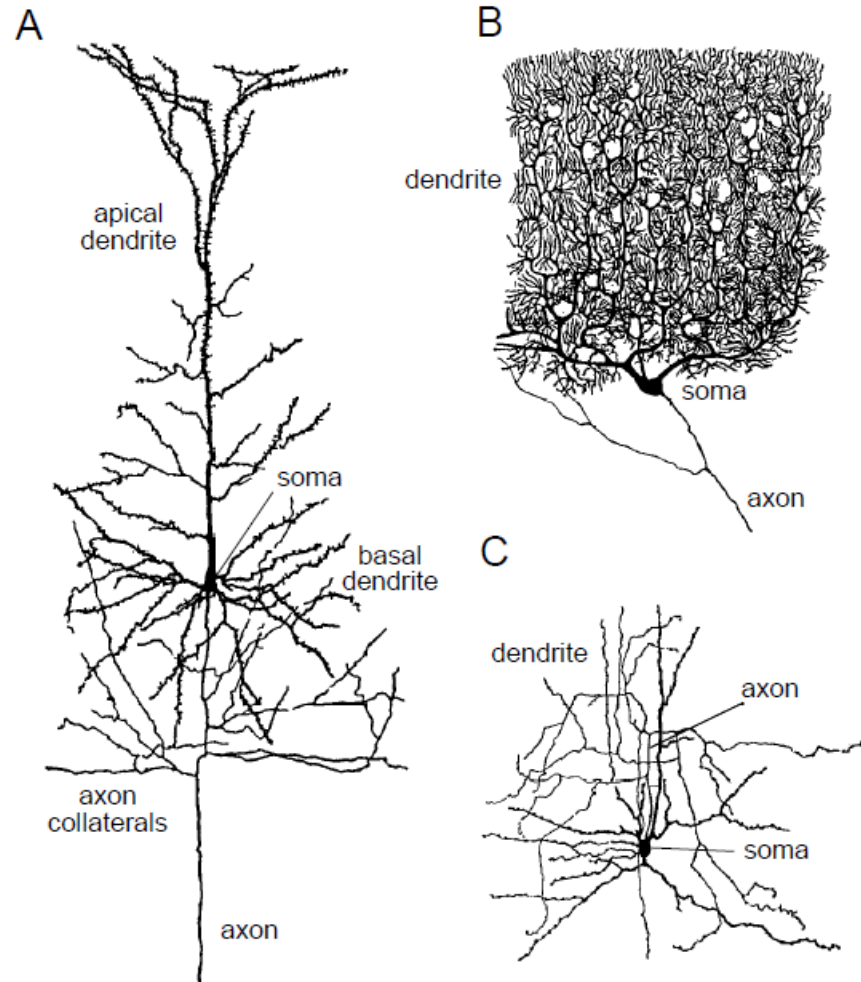 A
apical
dendrite
soma
basal
dendrite
axon
collaterals
axon
B
dendrite
soma
axon
C
dendrite
axon
soma